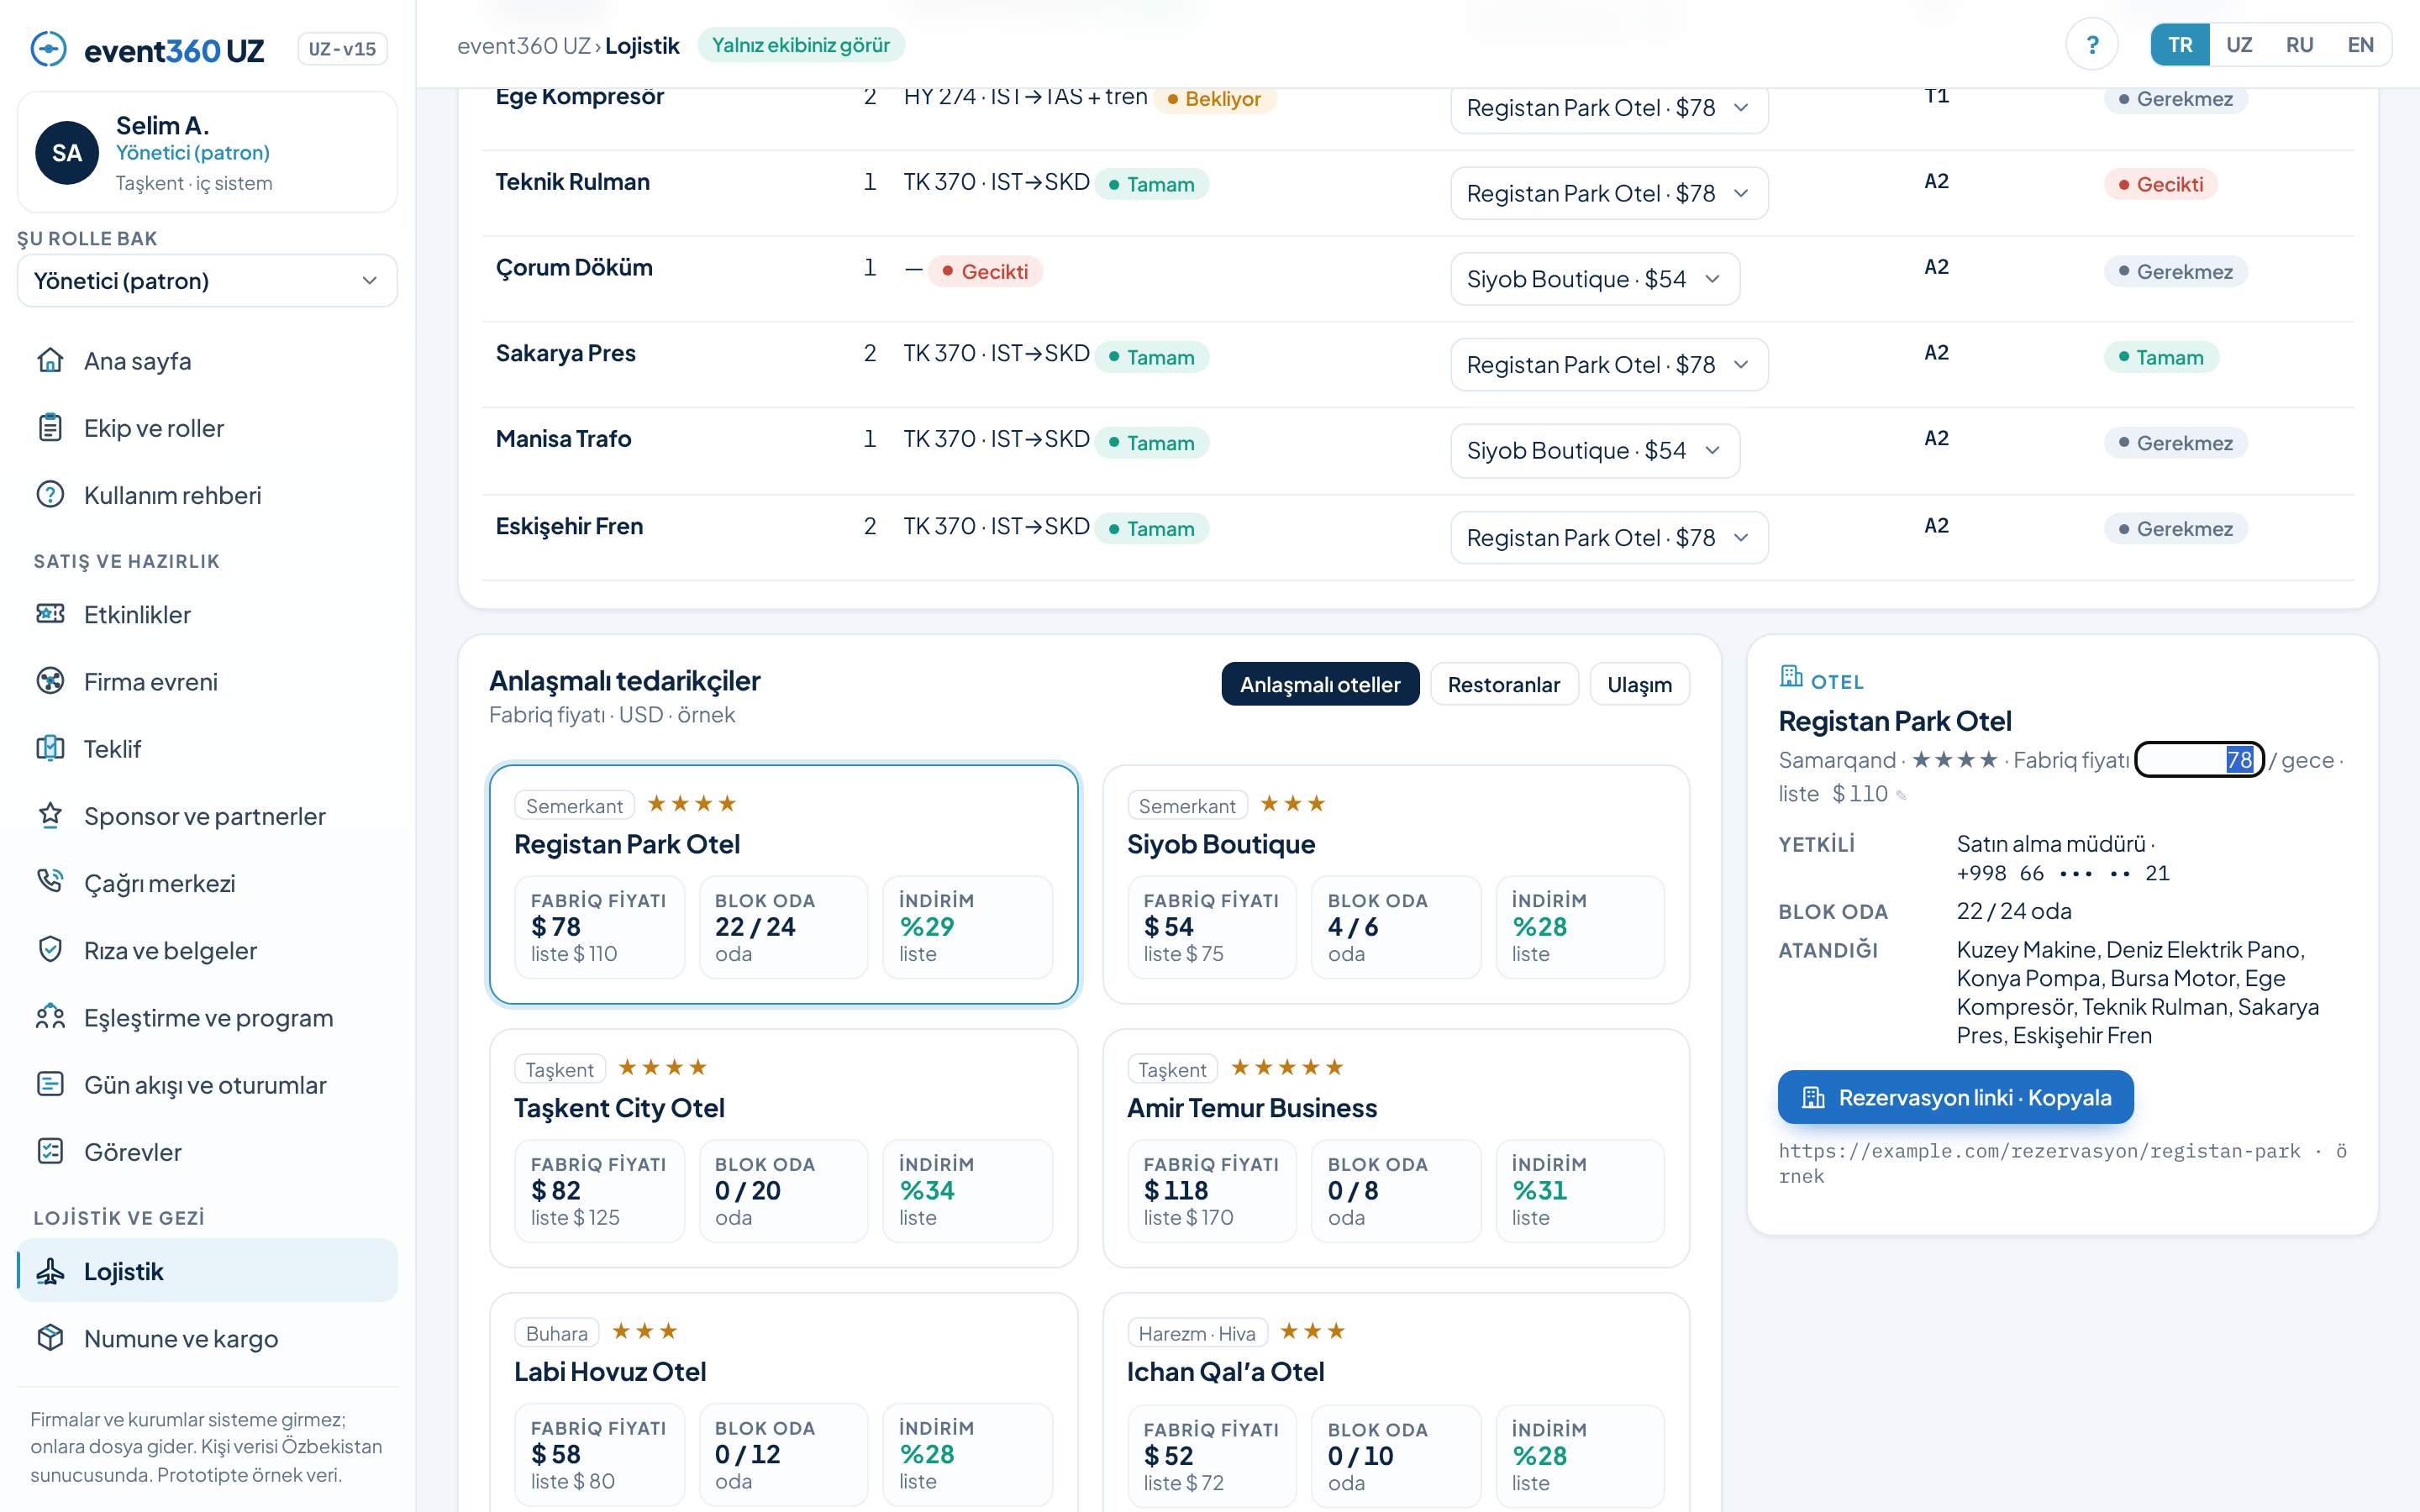 event360 UZ UZ-v15
SA
Selim A.
Yönetici (patron)
Taşkent · iç sistem
ŞU ROLLE BAK
Yönetici (patron)
Ana sayfa
Ekip ve roller
Kullanım rehberi
SATIŞ VE HAZIRLIK
Etkinlikler
Firma evreni
Teklif
Sponsor ve partnerler
Çağrı merkezi
Rıza ve belgeler
Eşleştirme ve program
Gün akışı ve oturumlar
Görevler
LOJİSTİK VE GEZİ
Lojistik
Numune ve kargo
Firmalar ve kurumlar sisteme girmez;
onlara dosya gider. Kişi verisi Özbekistan
sunucusunda. Prototipte örnek veri.
event360 UZ › Lojistik Yalnız ekibiniz görür
? TR UZ RU EN
Ege Kompresör 2 HY 274 · IST→TAS + tren Bekliyor Registan Park Otel · $78 T1 Gerekmez
Teknik Rulman 1 TK 370 · IST→SKD Tamam Registan Park Otel · $78 A2 Gecikti
Çorum Döküm 1 — Gecikti Siyob Boutique · $54 A2 Gerekmez
Sakarya Pres 2 TK 370 · IST→SKD Tamam Registan Park Otel · $78 A2 Tamam
Manisa Trafo 1 TK 370 · IST→SKD Tamam Siyob Boutique · $54 A2 Gerekmez
Eskişehir Fren 2 TK 370 · IST→SKD Tamam Registan Park Otel · $78 A2 Gerekmez
Anlaşmalı tedarikçiler
Fabriq fiyatı · USD · örnek
Anlaşmalı oteller Restoranlar Ulaşım
Semerkant ★★★★
Registan Park Otel
FABRİQ FİYATI BLOK ODA İNDİRİM
$ 78 22 / 24 %29
liste $ 110 oda liste
Semerkant ★★★
Siyob Boutique
FABRİQ FİYATI BLOK ODA İNDİRİM
$ 54 4 / 6 %28
liste $ 75 oda liste
Taşkent ★★★★
Taşkent City Otel
FABRİQ FİYATI BLOK ODA İNDİRİM
$ 82 0 / 20 %34
liste $ 125 oda liste
Taşkent ★★★★★
Amir Temur Business
FABRİQ FİYATI BLOK ODA İNDİRİM
$ 118 0 / 8 %31
liste $ 170 oda liste
Buhara ★★★
Labi Hovuz Otel
FABRİQ FİYATI BLOK ODA İNDİRİM
$ 58 0 / 12 %28
liste $ 80 oda liste
Harezm · Hiva ★★★
Ichan Qal’a Otel
FABRİQ FİYATI BLOK ODA İNDİRİM
$ 52 0 / 10 %28
liste $ 72 oda liste
OTEL
Registan Park Otel
Samarqand · ★★★★ · Fabriq fiyatı 78 / gece ·
liste $ 110 ✎
YETKİLİ Satın alma müdürü ·
+998 66 ••• •• 21
BLOK ODA 22 / 24 oda
ATANDIĞI Kuzey Makine, Deniz Elektrik Pano,
Konya Pompa, Bursa Motor, Ege
Kompresör, Teknik Rulman, Sakarya
Pres, Eskişehir Fren
Rezervasyon linki · Kopyala
https://example.com/rezervasyon/registan-park · ö
rnek